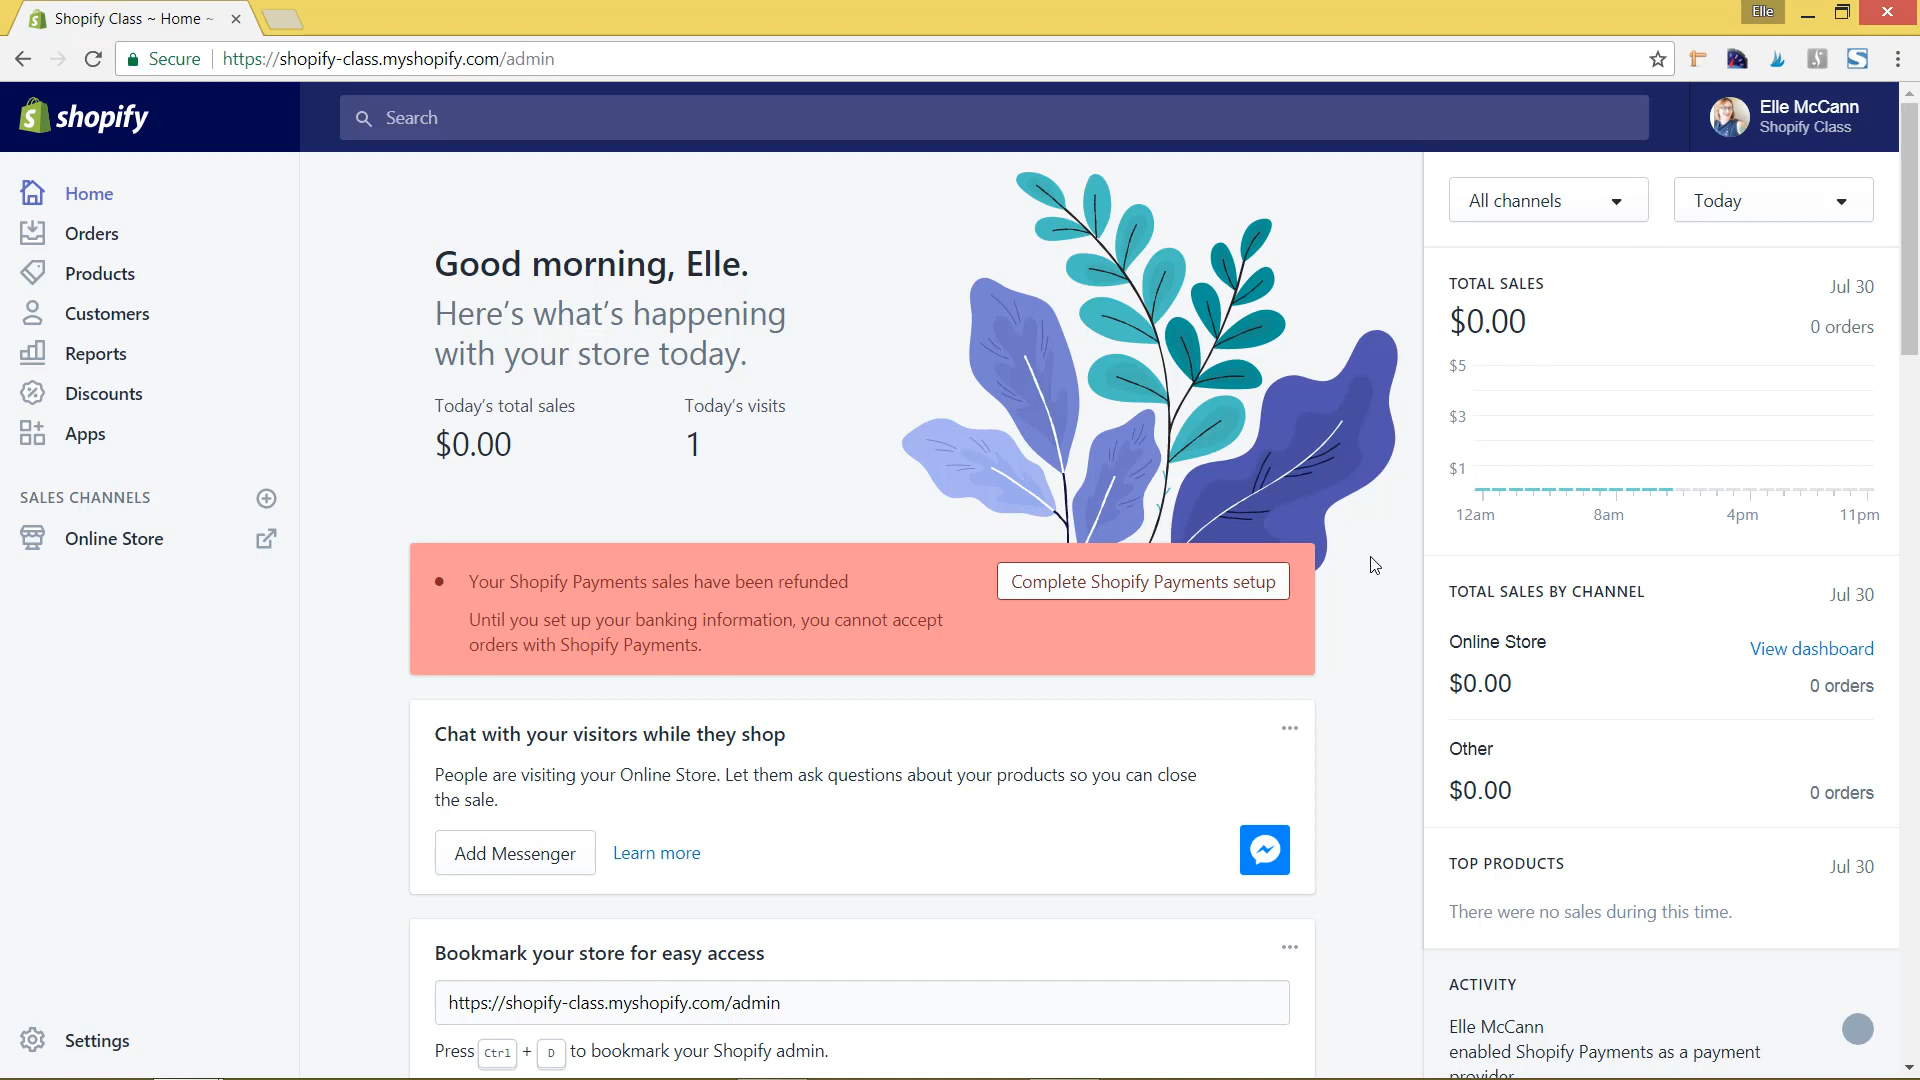 Shopify Class ~ Home ~
Elle
Secure
https://shopify-class.myshopify.com/admin
shopify
Search
Elle McCann
Shopify Class
Home
Orders
Products
Customers
Reports
Discounts
Apps
SALES CHANNELS
Online Store
Settings
Good morning, Elle.
Here's what's happening
with your store today.
Today's total sales
$0.00
Today's visits
1
Your Shopify Payments sales have been refunded
Until you set up your banking information, you cannot accept
orders with Shopify Payments.
Complete Shopify Payments setup
Chat with your visitors while they shop
People are visiting your Online Store. Let them ask questions about your products so you can close
the sale.
Add Messenger
Learn more
Bookmark your store for easy access
https://shopify-class.myshopify.com/admin
Press Ctrl + D to bookmark your Shopify admin.
All channels
Today
TOTAL SALES
Jul 30
$0.00
0 orders
$5
$3
$1
12am
8am
4pm
11pm
TOTAL SALES BY CHANNEL
Jul 30
Online Store
View dashboard
$0.00
0 orders
Other
$0.00
0 orders
TOP PRODUCTS
Jul 30
There were no sales during this time.
ACTIVITY
Elle McCann
enabled Shopify Payments as a payment
provider